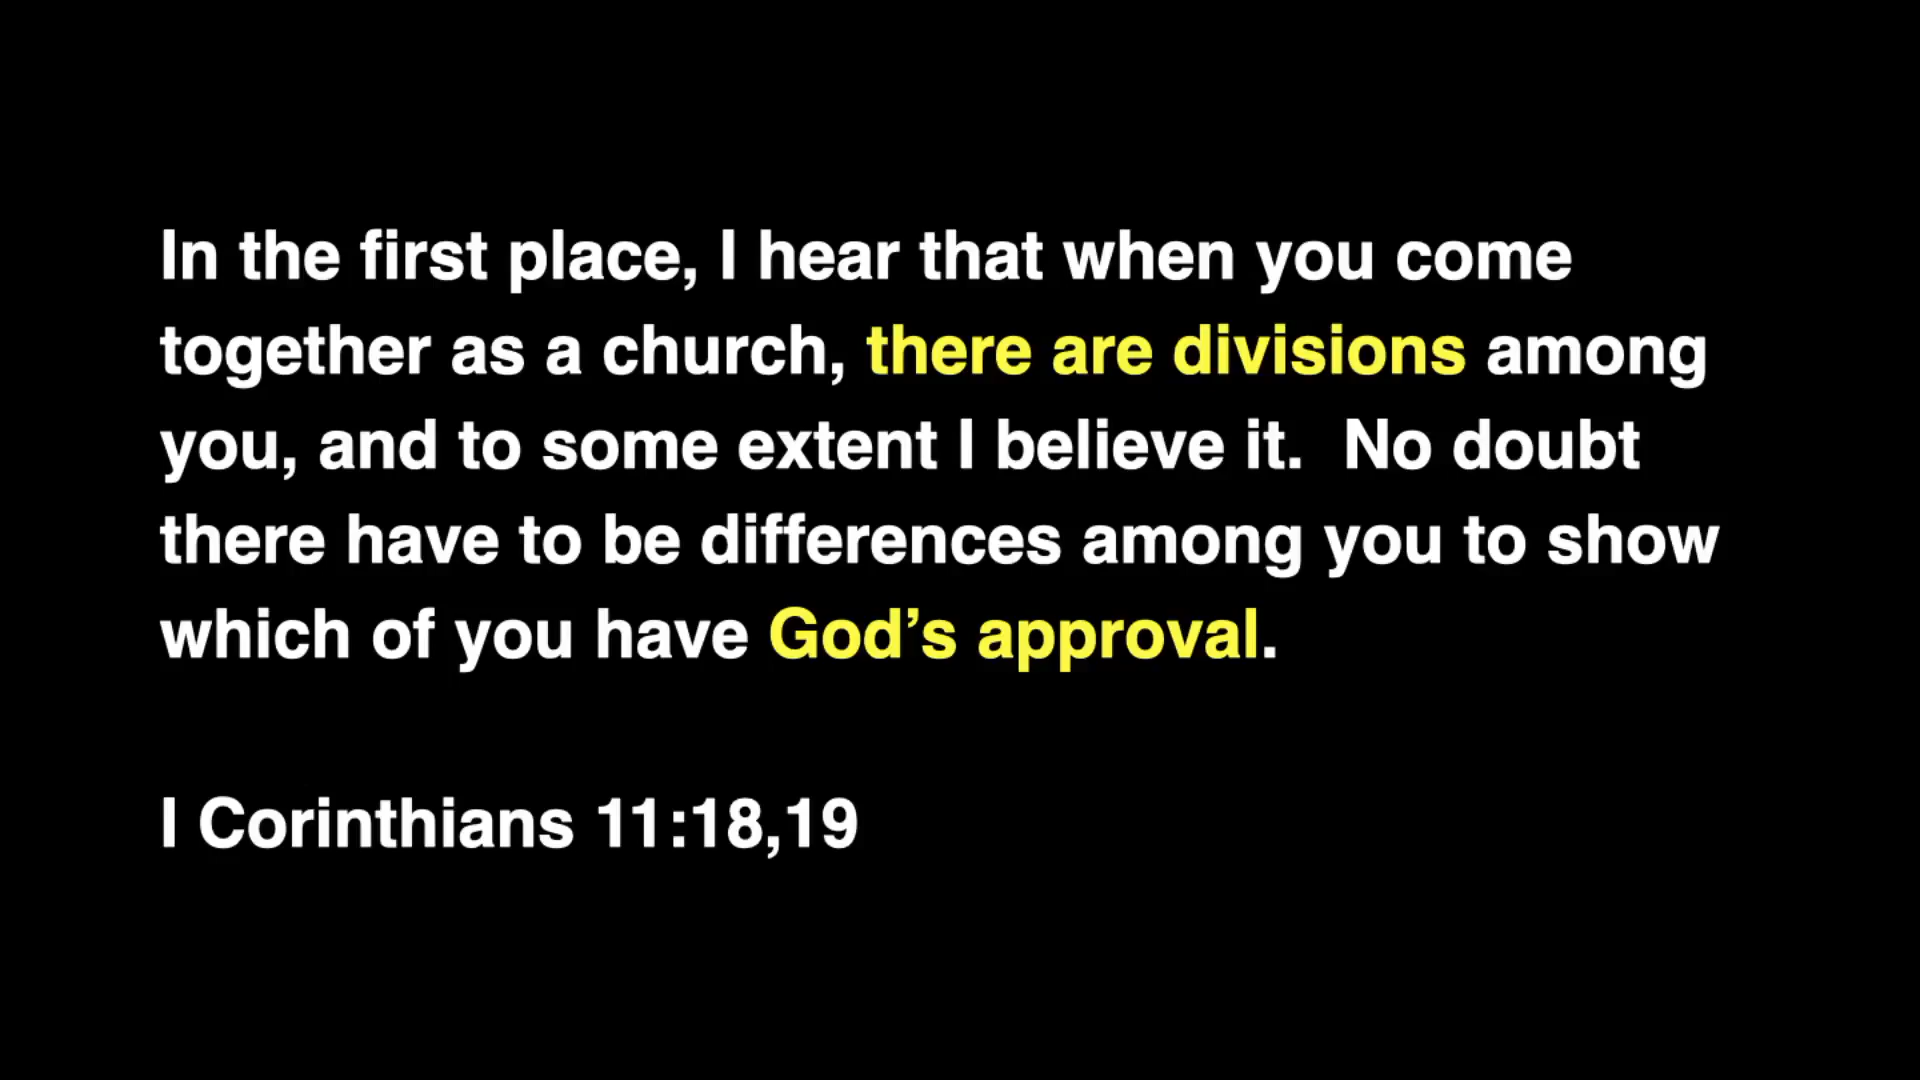 In the first place, I hear that when you come
together as a church, there are divisions among
you, and to some extent I believe it.  No doubt
there have to be differences among you to show
which of you have God’s approval.
I Corinthians 11:18,19